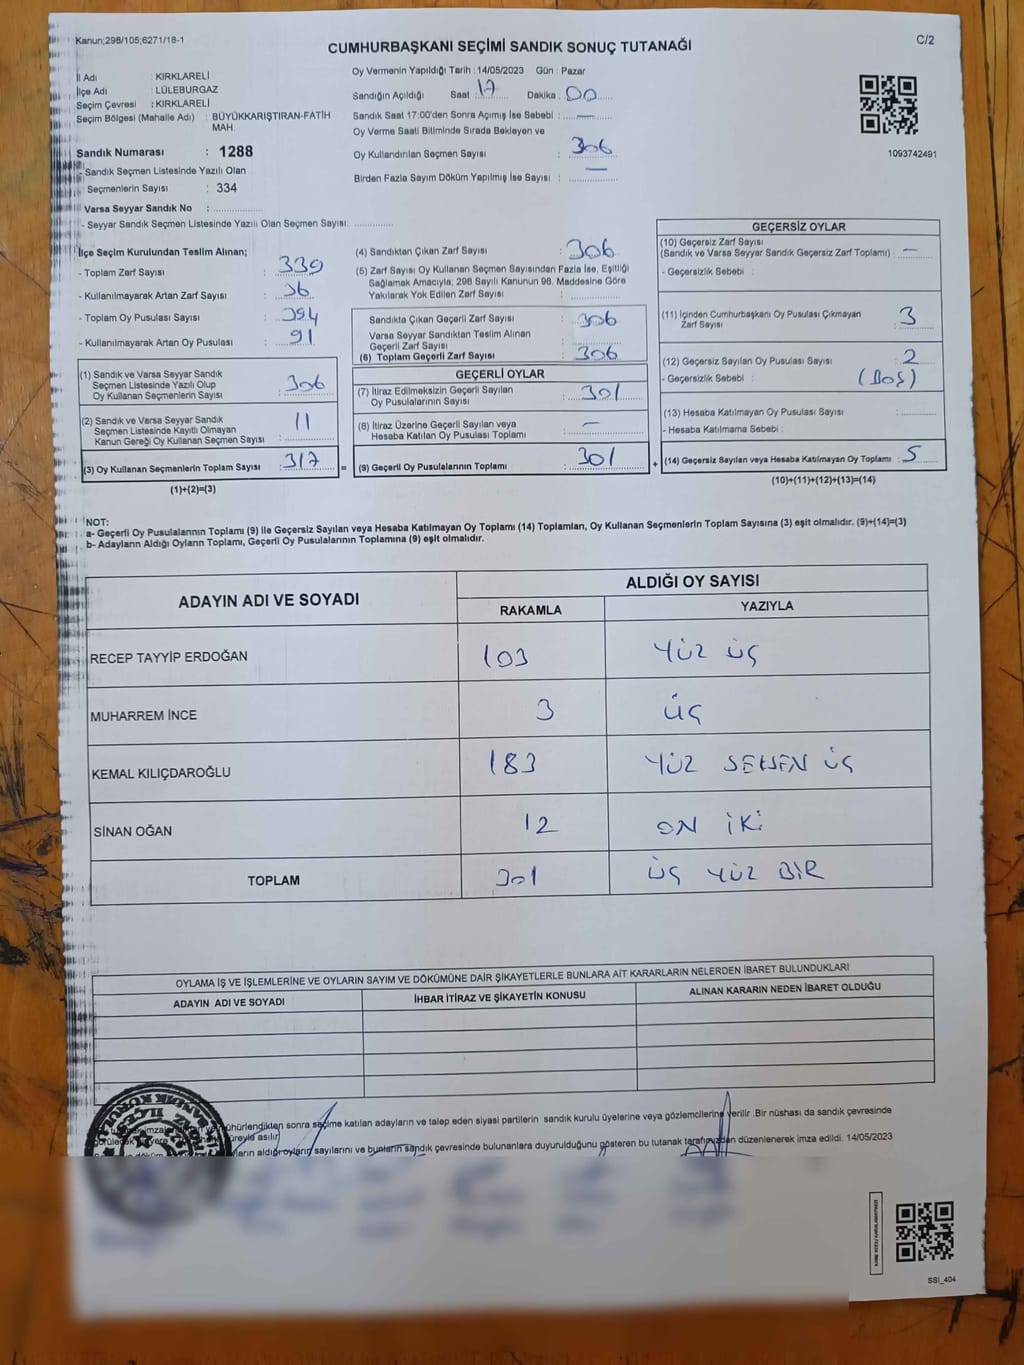 Kanun;298/105;6271/18-1
C/2
CUMHURBAŞKANI SEÇİMİ SANDIK SONUÇ TUTANAĞI
İl Adı : KIRKLARELİ
İlçe Adı : LÜLEBURGAZ
Seçim Çevresi : KIRKLARELİ
Seçim Bölgesi (Mahalle Adı) : BÜYÜKKARIŞTIRAN-FATİH MAH.
Sandık Numarası : 1288
- Sandık Seçmen Listesinde Yazılı Olan
Seçmenlerin Sayısı : 334
Varsa Seyyar Sandık No :
- Seyyar Sandık Seçmen Listesinde Yazılı Olan Seçmen Sayısı:
Oy Vermenin Yapıldığı Tarih : 14/05/2023 Gün : Pazar
Sandığın Açıldığı Saat : 17 Dakika : 00
Sandık Saat 17:00'den Sonra Açımış İse Sebebi : —
Oy Verme Saati Bitiminde Sırada Bekleyen ve
Oy Kullandırılan Seçmen Sayısı : 306
Birden Fazla Sayım Döküm Yapılmış İse Sayısı : —
1093742491
İlçe Seçim Kurulundan Teslim Alınan;
- Toplam Zarf Sayısı : 339
- Kullanılmayarak Artan Zarf Sayısı : 36
- Toplam Oy Pusulası Sayısı : 394
- Kullanılmayarak Artan Oy Pusulası : 91
(1) Sandık ve Varsa Seyyar Sandık
Seçmen Listesinde Yazılı Olup
Oy Kullanan Seçmenlerin Sayısı : 306
(2) Sandık ve Varsa Seyyar Sandık
Seçmen Listesinde Kayıtlı Olmayan
Kanun Gereği Oy Kullanan Seçmen Sayısı : 11
(3) Oy Kullanan Seçmenlerin Toplam Sayısı : 317 =
(1)+(2)=(3)
(4) Sandıktan Çıkan Zarf Sayısı : 306
(5) Zarf Sayısı Oy Kullanan Seçmen Sayısından Fazla İse, Eşitliği
Sağlamak Amacıyla, 298 Sayılı Kanunun 98. Maddesine Göre
Yakılarak Yok Edilen Zarf Sayısı :
Sandıkta Çıkan Geçerli Zarf Sayısı : 306
Varsa Seyyar Sandıktan Teslim Alınan
Geçerli Zarf Sayısı :
(6) Toplam Geçerli Zarf Sayısı : 306
GEÇERLİ OYLAR
(7) İtiraz Edilmeksizin Geçerli Sayılan
Oy Pusulalarının Sayısı : 301
(8) İtiraz Üzerine Geçerli Sayılan veya
Hesaba Katılan Oy Pusulası Toplamı : —
(9) Geçerli Oy Pusulalarının Toplamı : 301 +
GEÇERSİZ OYLAR
(10) Geçersiz Zarf Sayısı
(Sandık ve Varsa Seyyar Sandık Geçersiz Zarf Toplamı) : —
- Geçersizlik Sebebi :
(11) İçinden Cumhurbaşkanı Oy Pusulası Çıkmayan
Zarf Sayısı : 3
(12) Geçersiz Sayılan Oy Pusulası Sayısı : 2
- Geçersizlik Sebebi : (BOŞ)
(13) Hesaba Katılmayan Oy Pusulası Sayısı :
- Hesaba Katılmama Sebebi :
(14) Geçersiz Sayılan veya Hesaba Katılmayan Oy Toplamı : 5
(10)+(11)+(12)+(13)=(14)
NOT:
a- Geçerli Oy Pusulalarının Toplamı (9) ile Geçersiz Sayılan veya Hesaba Katılmayan Oy Toplamı (14) Toplamları, Oy Kullanan Seçmenlerin Toplam Sayısına (3) eşit olmalıdır. (9)+(14)=(3)
b- Adayların Aldığı Oyların Toplamı, Geçerli Oy Pusulalarının Toplamına (9) eşit olmalıdır.
ADAYIN ADI VE SOYADI ALDIĞI OY SAYISI
RAKAMLA YAZIYLA
RECEP TAYYİP ERDOĞAN 103 YÜZ ÜÇ
MUHARREM İNCE 3 ÜÇ
KEMAL KILIÇDAROĞLU 183 YÜZ SEKSEN ÜÇ
SİNAN OĞAN 12 ON İKİ
TOPLAM 301 ÜÇ YÜZ BİR
OYLAMA İŞ VE İŞLEMLERİNE VE OYLARIN SAYIM VE DÖKÜMÜNE DAİR ŞİKAYETLERLE BUNLARA AİT KARARLARIN NELERDEN İBARET BULUNDUKLARI
ADAYIN ADI VE SOYADI İHBAR İTİRAZ VE ŞİKAYETİN KONUSU ALINAN KARARIN NEDEN İBARET OLDUĞU
mühürlendikten sonra seçime katılan adayların ve talep eden siyasi partilerin sandık kurulu üyelerine veya gözlemcilerine verilir .Bir nüshası da sandık çevresinde
süreyle asılır.
aldığı oyların sayılarını ve bunların sandık çevresinde bulunanlara duyurulduğunu gösteren bu tutanak tarafımızdan düzenlenerek imza edildi. 14/05/2023
SSI_404